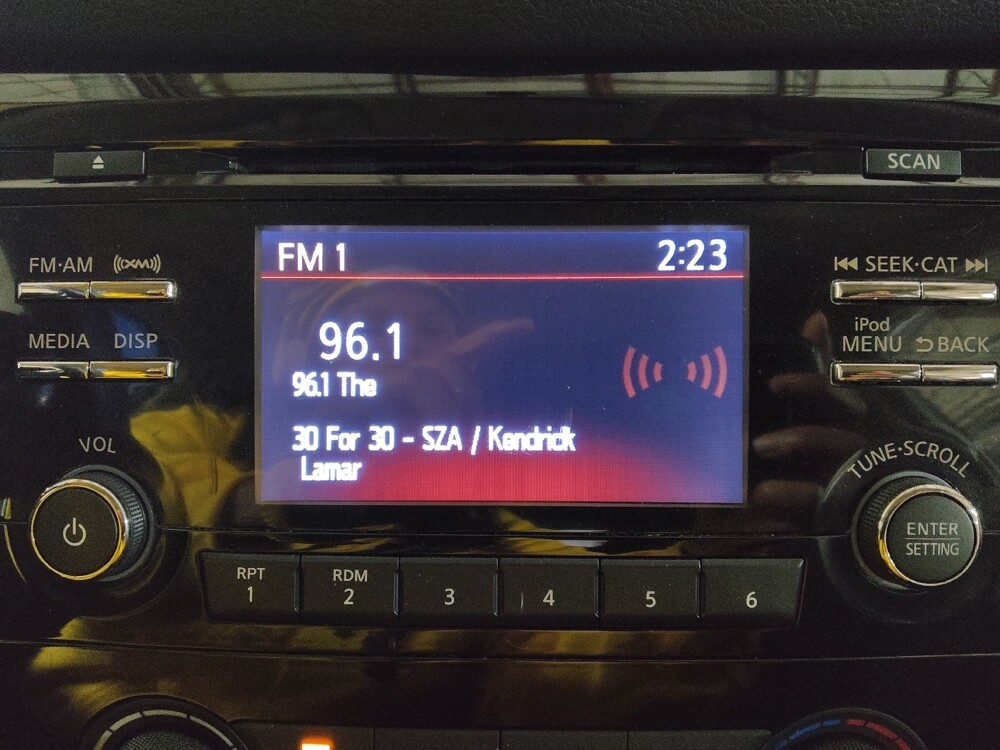 SCAN
FM·AM XM
FM 1 2:23
SEEK·CAT
MEDIA DISP
96.1
iPod
MENU BACK
96.1 The
30 For 30 - SZA / Kendrick
Lamar
VOL
TUNE·SCROLL
ENTER
SETTING
RPT
1
RDM
2
3
4
5
6